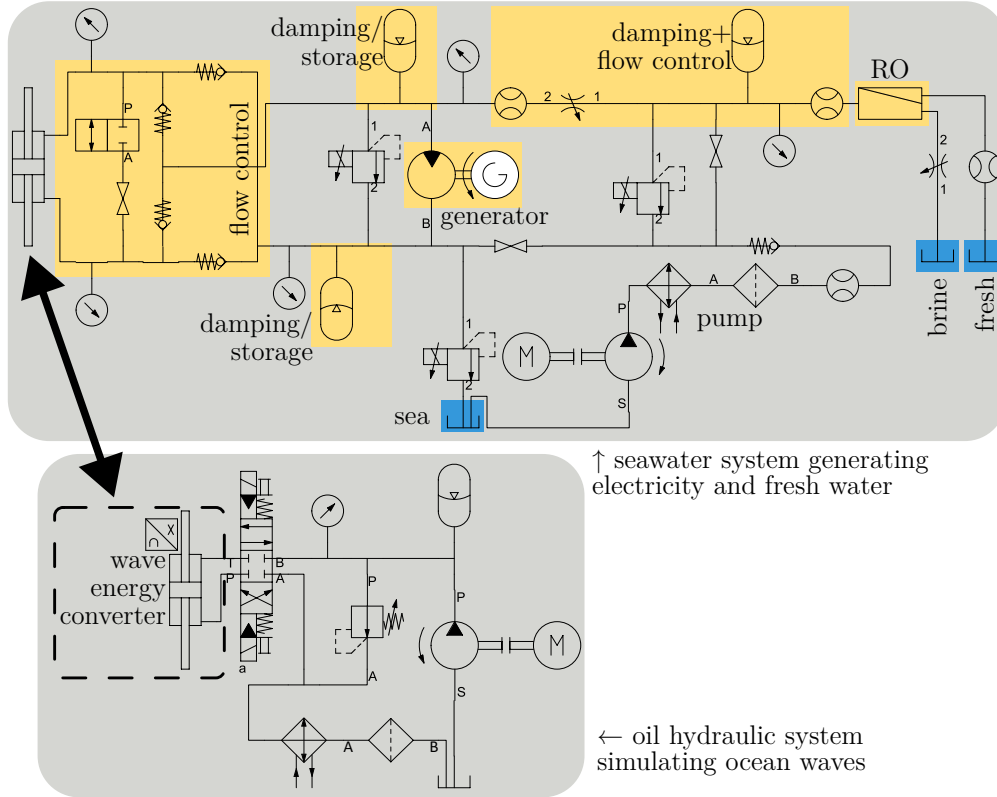 damping/
storage
damping+
flow control
RO
2
1
P
A
flow control
1
2
A
G
generator
B
1
2
2
1
damping/
storage
P
A
B
pump
brine
fresh
1
2
M
S
sea
↑ seawater system generating
electricity and fresh water
U
X
wave
energy
converter
T
P
B
A
a
P
A
P
M
S
A
B
← oil hydraulic system
simulating ocean waves